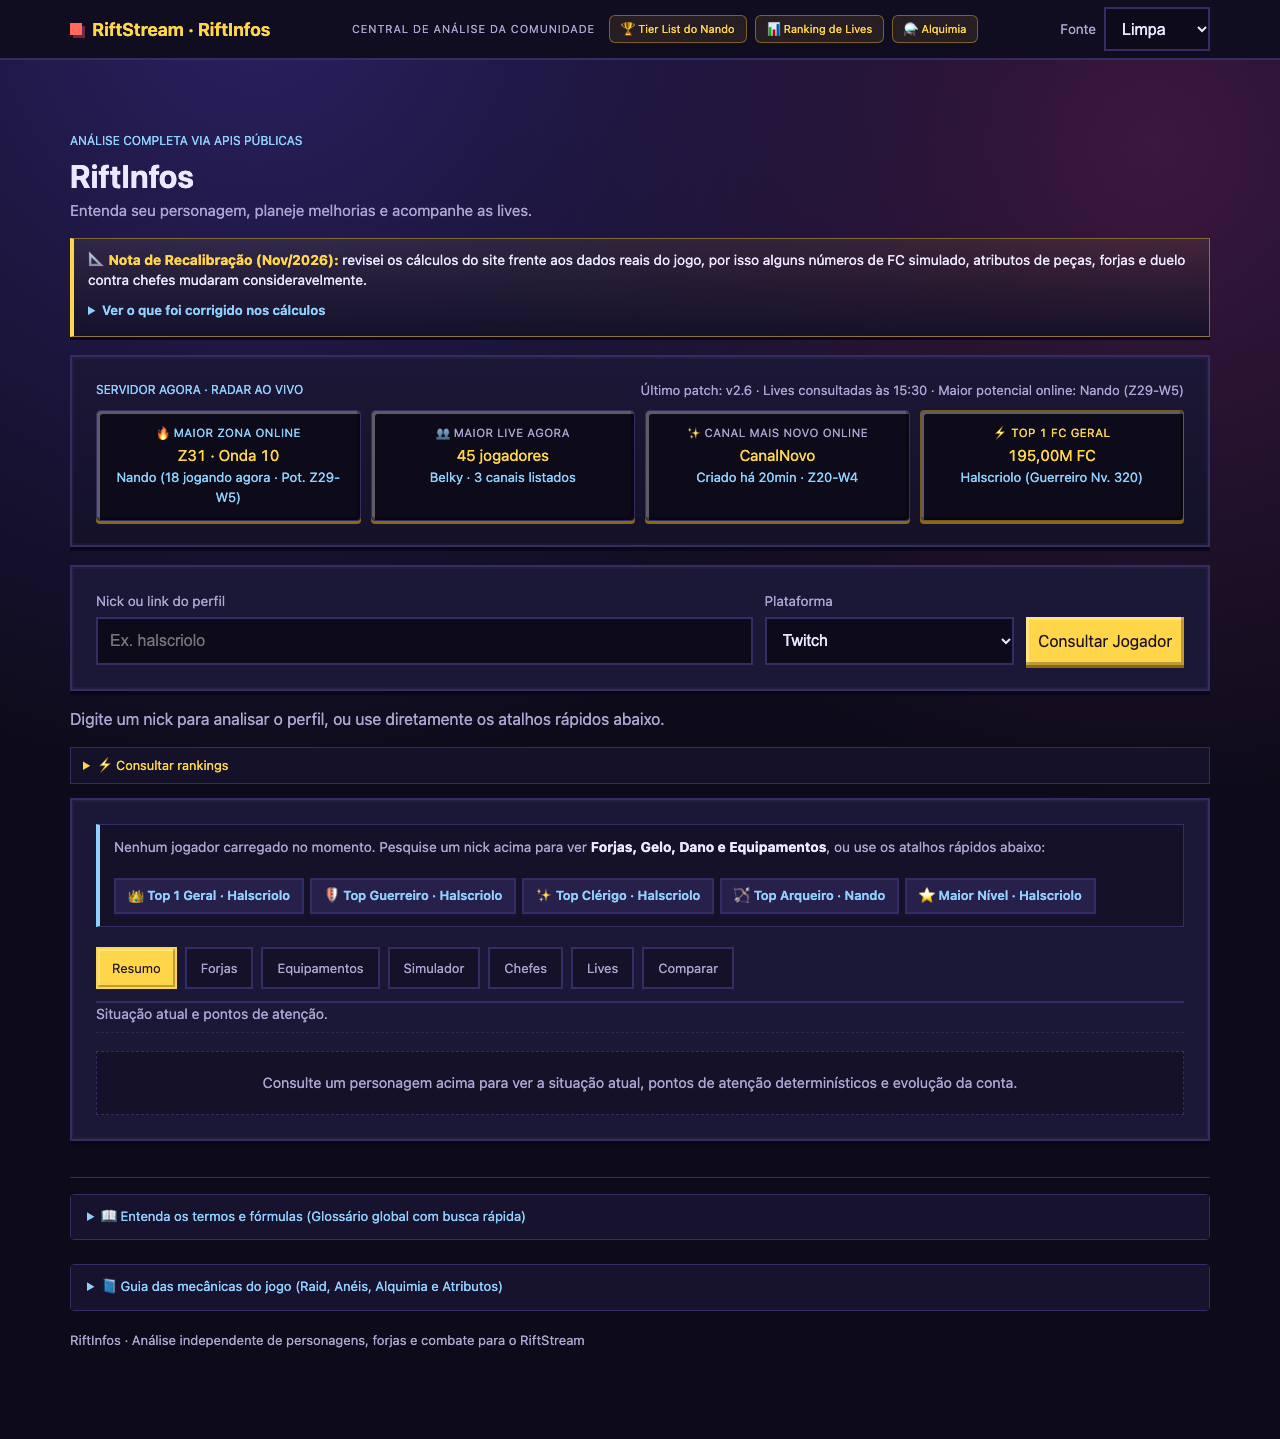 RiftStream · RiftInfos
CENTRAL DE ANÁLISE DA COMUNIDADE
🏆 Tier List do Nando
📊 Ranking de Lives
Alquimia
Fonte
Limpa
ANÁLISE COMPLETA VIA APIS PÚBLICAS
RiftInfos
Entenda seu personagem, planeje melhorias e acompanhe as lives.
📐 Nota de Recalibração (Nov/2026): revisei os cálculos do site frente aos dados reais do jogo, por isso alguns números de FC simulado, atributos de peças, forjas e duelo
contra chefes mudaram consideravelmente.
▶ Ver o que foi corrigido nos cálculos
SERVIDOR AGORA · RADAR AO VIVO
Último patch: v2.6 · Lives consultadas às 15:30 · Maior potencial online: Nando (Z29-W5)
🔥 MAIOR ZONA ONLINE
Z31 · Onda 10
Nando (18 jogando agora · Pot. Z29-
W5)
👥 MAIOR LIVE AGORA
45 jogadores
Belky · 3 canais listados
✨ CANAL MAIS NOVO ONLINE
CanalNovo
Criado há 20min · Z20-W4
⚡ TOP 1 FC GERAL
195,00M FC
Halscriolo (Guerreiro Nv. 320)
Nick ou link do perfil
Ex. halscriolo
Plataforma
Twitch
Consultar Jogador
Digite um nick para analisar o perfil, ou use diretamente os atalhos rápidos abaixo.
▶ ⚡ Consultar rankings
Nenhum jogador carregado no momento. Pesquise um nick acima para ver Forjas, Gelo, Dano e Equipamentos, ou use os atalhos rápidos abaixo:
👑 Top 1 Geral · Halscriolo
🛡️ Top Guerreiro · Halscriolo
✨ Top Clérigo · Halscriolo
🏹 Top Arqueiro · Nando
⭐ Maior Nível · Halscriolo
Resumo
Forjas
Equipamentos
Simulador
Chefes
Lives
Comparar
Situação atual e pontos de atenção.
Consulte um personagem acima para ver a situação atual, pontos de atenção determinísticos e evolução da conta.
▶ 📖 Entenda os termos e fórmulas (Glossário global com busca rápida)
▶ 📘 Guia das mecânicas do jogo (Raid, Anéis, Alquimia e Atributos)
RiftInfos · Análise independente de personagens, forjas e combate para o RiftStream